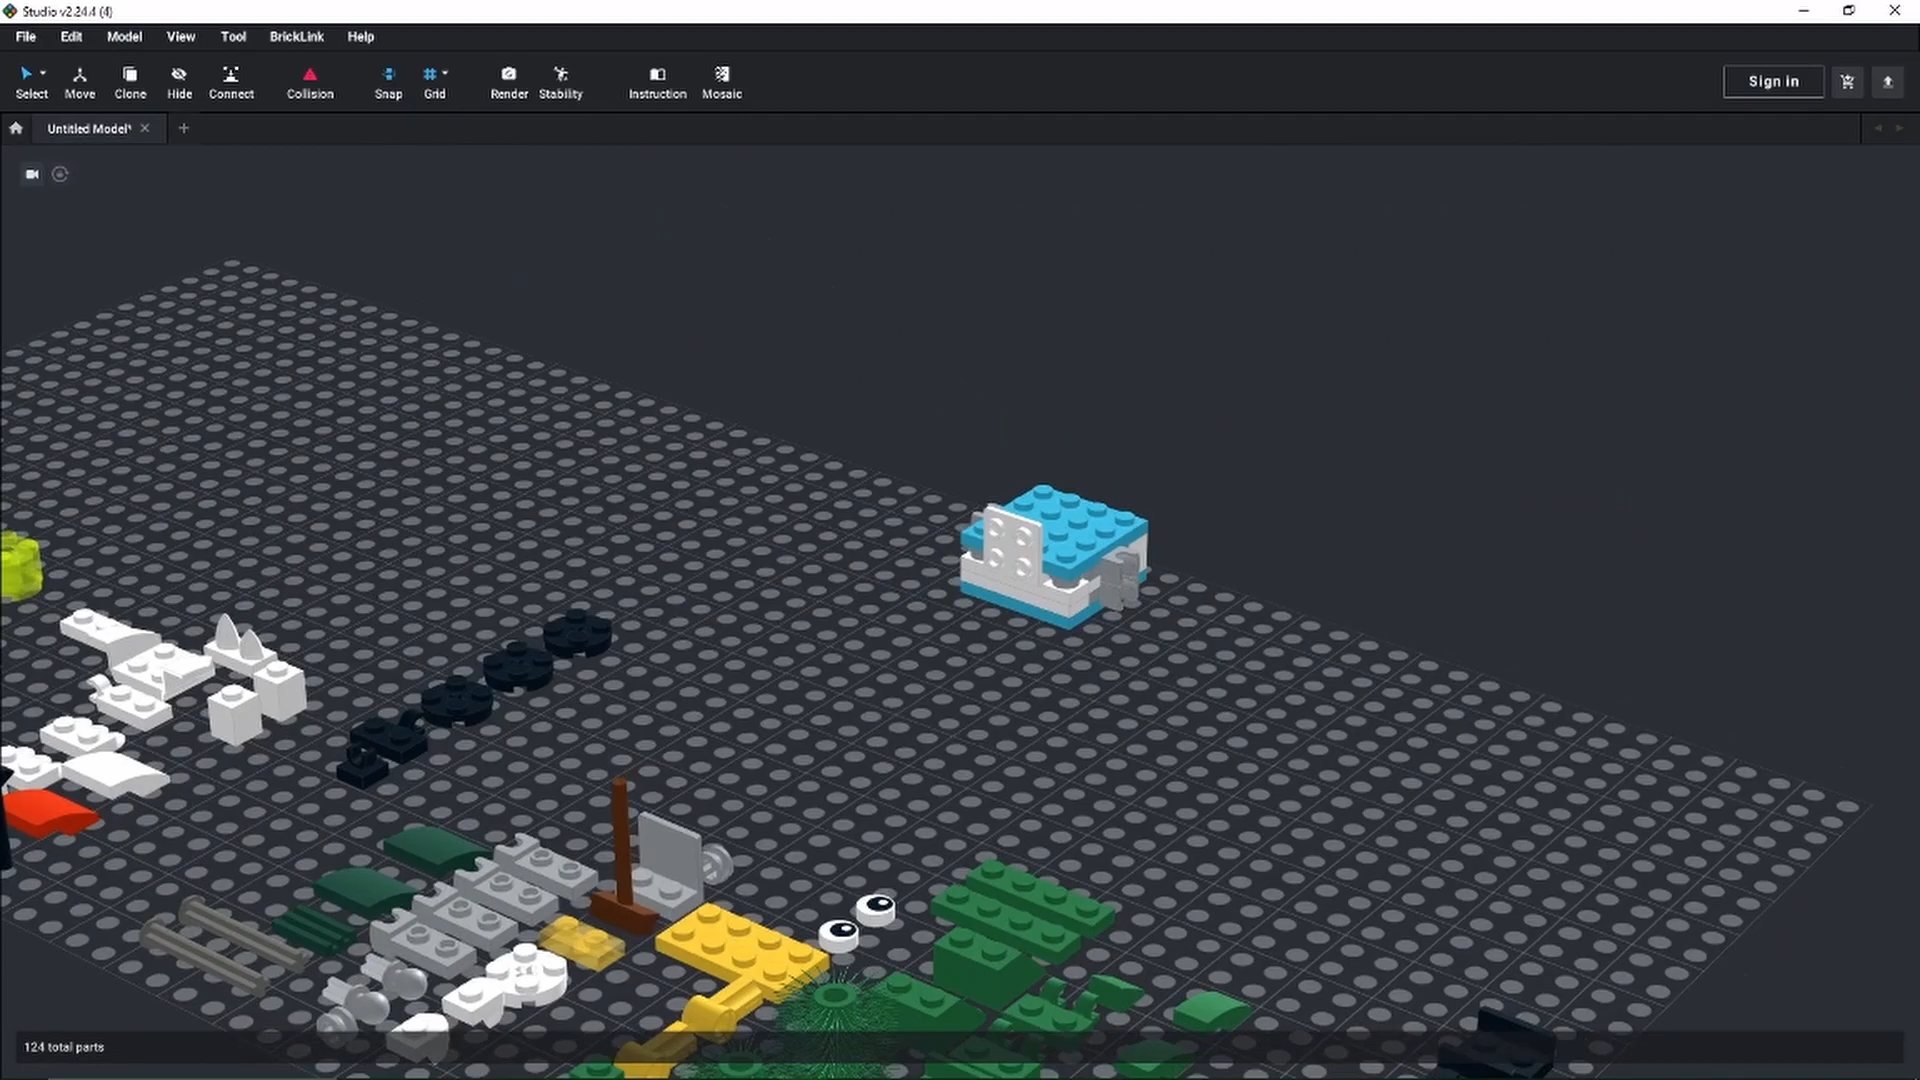 Studio v2.24.4 (4)
File Edit Model View Tool BrickLink Help
Select Move Clone Hide Connect Collision Snap Grid Render Stability Instruction Mosaic Sign in
Untitled Model*
124 total parts